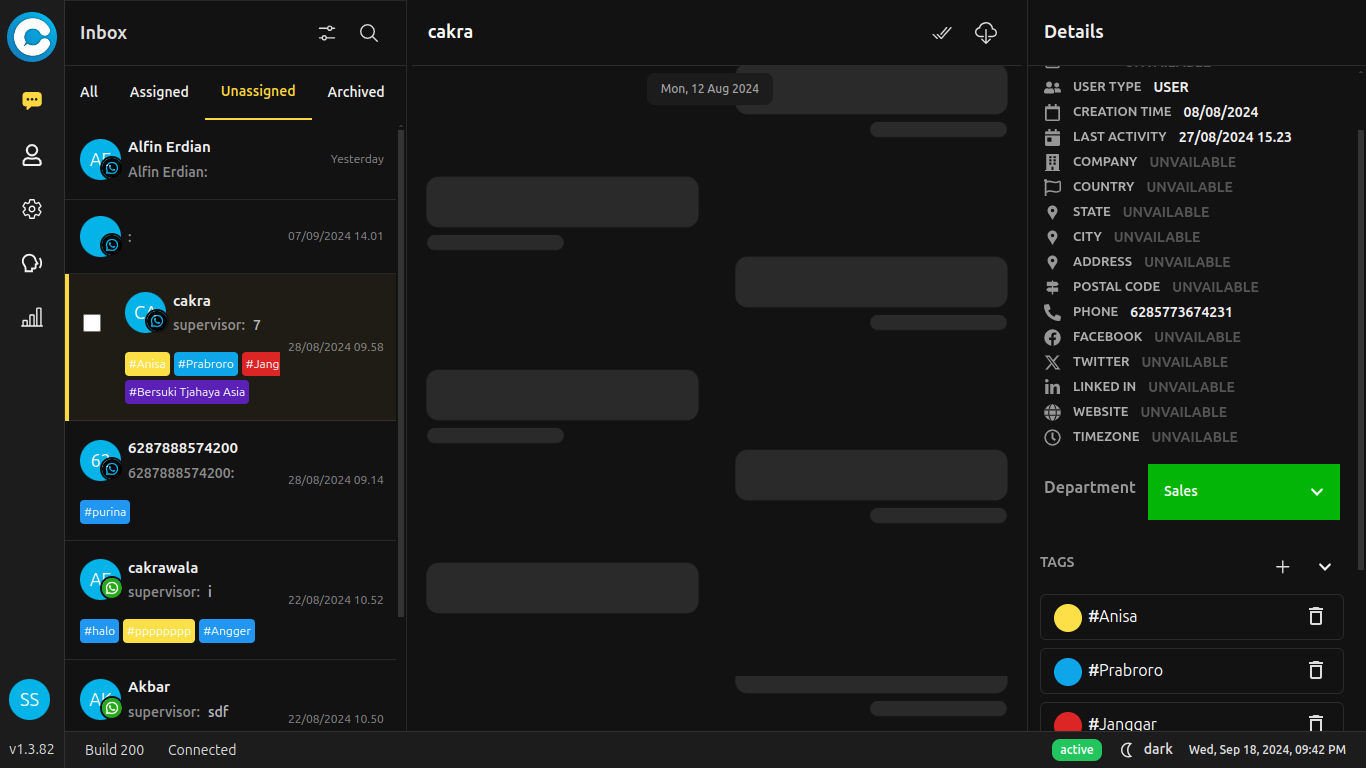 Inbox
All
Assigned
Unassigned
Archived
Alfin Erdian
Alfin Erdian:
Yesterday
:
07/09/2024 14.01
cakra
supervisor: 7
28/08/2024 09.58
#Anisa
#Prabroro
#Jang
#Bersuki Tjahaya Asia
6287888574200
6287888574200:
28/08/2024 09.14
#purina
cakrawala
supervisor: i
22/08/2024 10.52
#halo
#pppppppp
#Angger
Akbar
supervisor: sdf
22/08/2024 10.50
SS
v1.3.82
Build 200
Connected
cakra
Mon, 12 Aug 2024
Details
UNVAILABLE
USER TYPE USER
CREATION TIME 08/08/2024
LAST ACTIVITY 27/08/2024 15.23
COMPANY UNVAILABLE
COUNTRY UNVAILABLE
STATE UNVAILABLE
CITY UNVAILABLE
ADDRESS UNVAILABLE
POSTAL CODE UNVAILABLE
PHONE 6285773674231
FACEBOOK UNVAILABLE
TWITTER UNVAILABLE
LINKED IN UNVAILABLE
WEBSITE UNVAILABLE
TIMEZONE UNVAILABLE
Department
Sales
TAGS
#Anisa
#Prabroro
#Janggar
active
dark
Wed, Sep 18, 2024, 09:42 PM